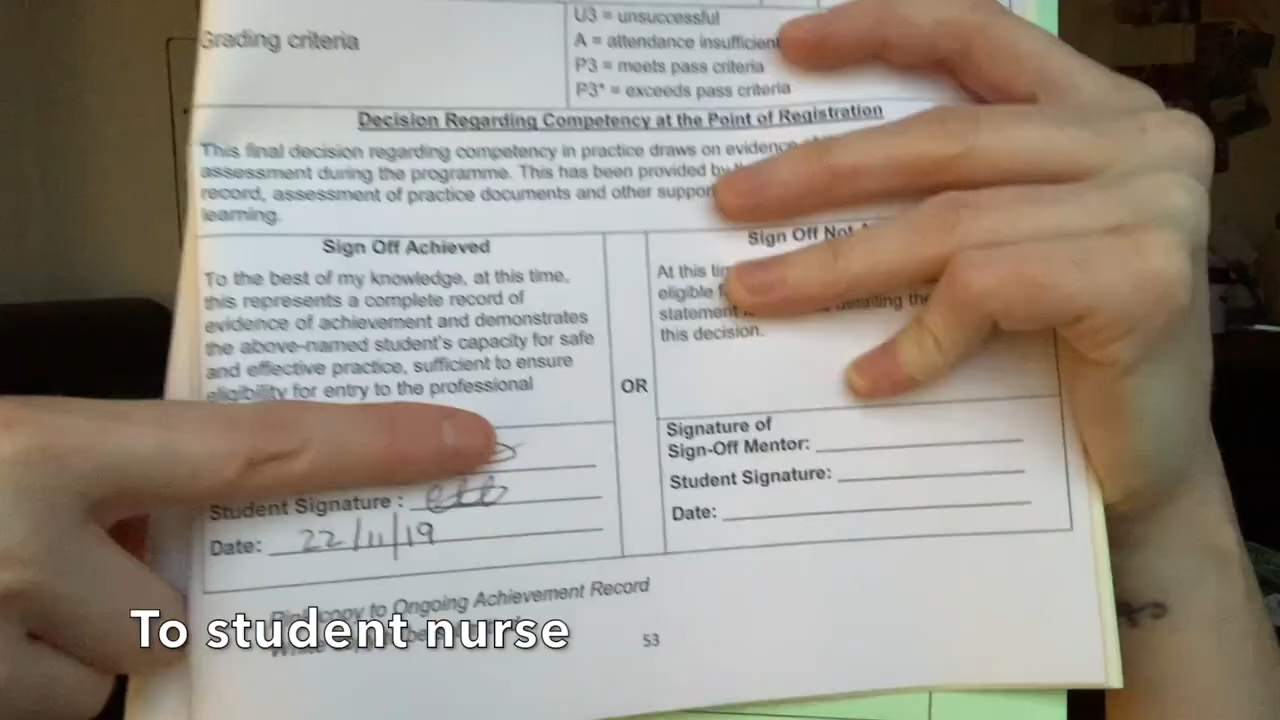 Grading criteria
U3 = unsuccessful
A = attendance insufficient
P3 = meets pass criteria
P3* = exceeds pass criteria
Decision Regarding Competency at the Point of Registration
This final decision regarding competency in practice draws on evidence
assessment during the programme. This has been provided by
record, assessment of practice documents and other
learning.
Sign Off Achieved
To the best of my knowledge, at this time,
this represents a complete record of
evidence of achievement and demonstrates
the above-named student's capacity for safe
and effective practice, sufficient to ensure
eligibility for entry to the professional
Student Signature :
Date: 22/11/19
OR
Sign Off Not
At this
eligible
statement detailing the
this decision.
Signature of
Sign-Off Mentor:
Student Signature:
Date:
copy to Ongoing Achievement Record
To student nurse
53